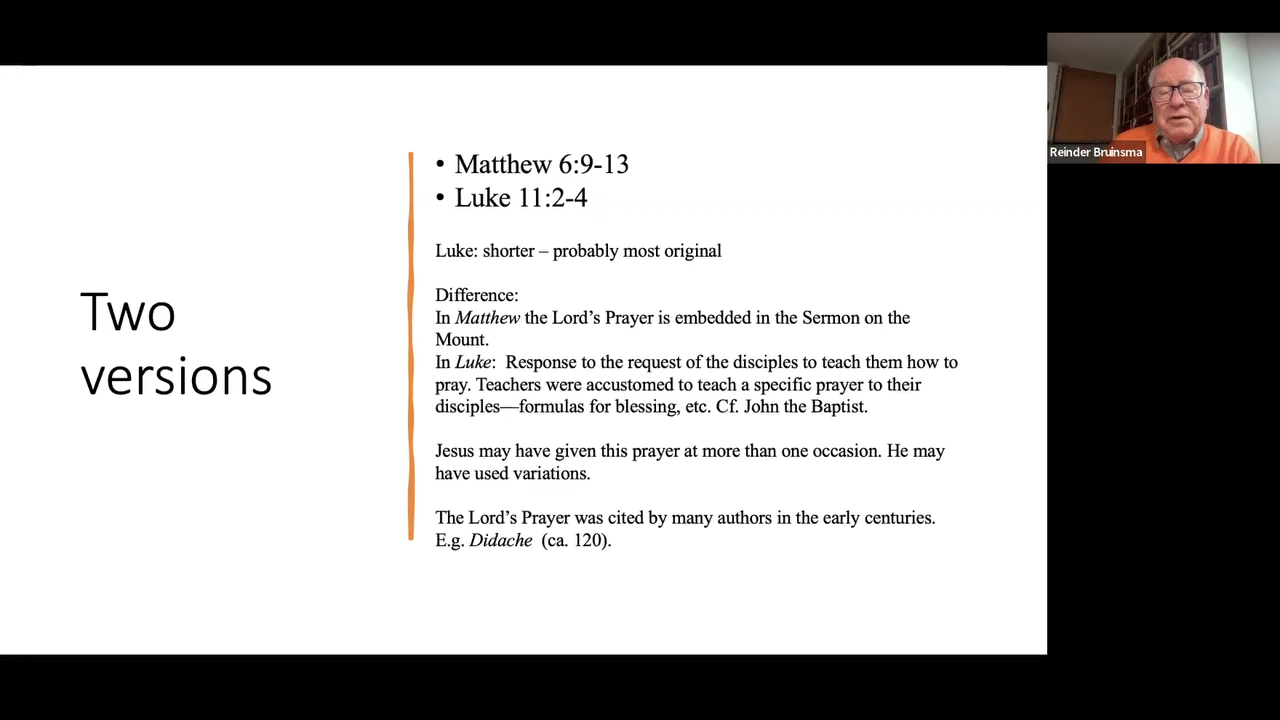 Two
versions
• Matthew 6:9-13
• Luke 11:2-4
Luke: shorter – probably most original
Difference:
In Matthew the Lord’s Prayer is embedded in the Sermon on the
Mount.
In Luke:  Response to the request of the disciples to teach them how to
pray. Teachers were accustomed to teach a specific prayer to their
disciples—formulas for blessing, etc. Cf. John the Baptist.
Jesus may have given this prayer at more than one occasion. He may
have used variations.
The Lord’s Prayer was cited by many authors in the early centuries.
E.g. Didache  (ca. 120).
Reinder Bruinsma